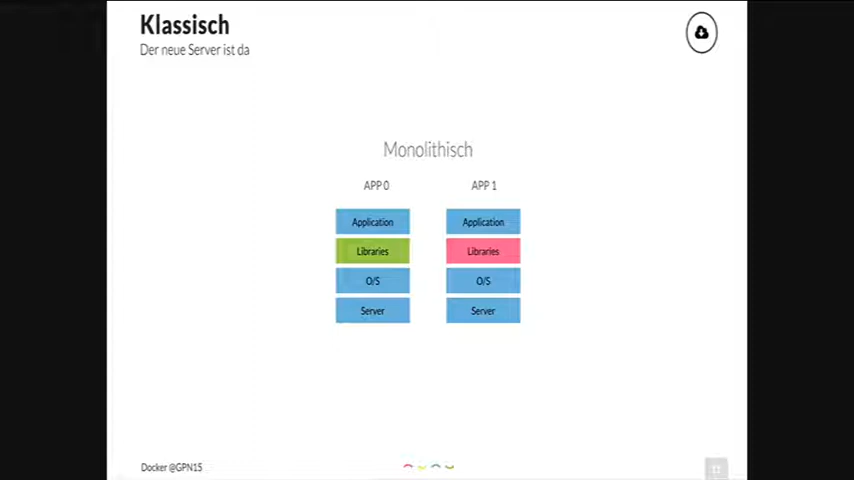 Klassisch
Der neue Server ist da
Monolithisch
APP 0 APP 1
Application Application
Libraries Libraries
O/S O/S
Server Server
Docker @GPN15
11